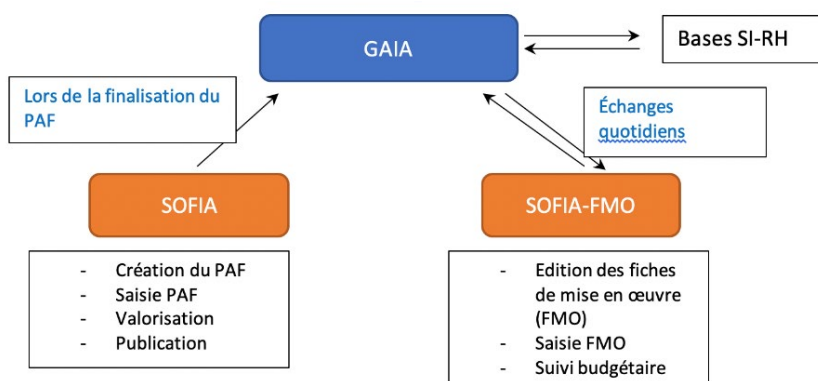 GAIA
Bases SI-RH
Lors de la finalisation du
PAF
Échanges
quotidiens
SOFIA
SOFIA-FMO
- Création du PAF
- Saisie PAF
- Valorisation
- Publication
- Edition des fiches
de mise en œuvre
(FMO)
- Saisie FMO
- Suivi budgétaire